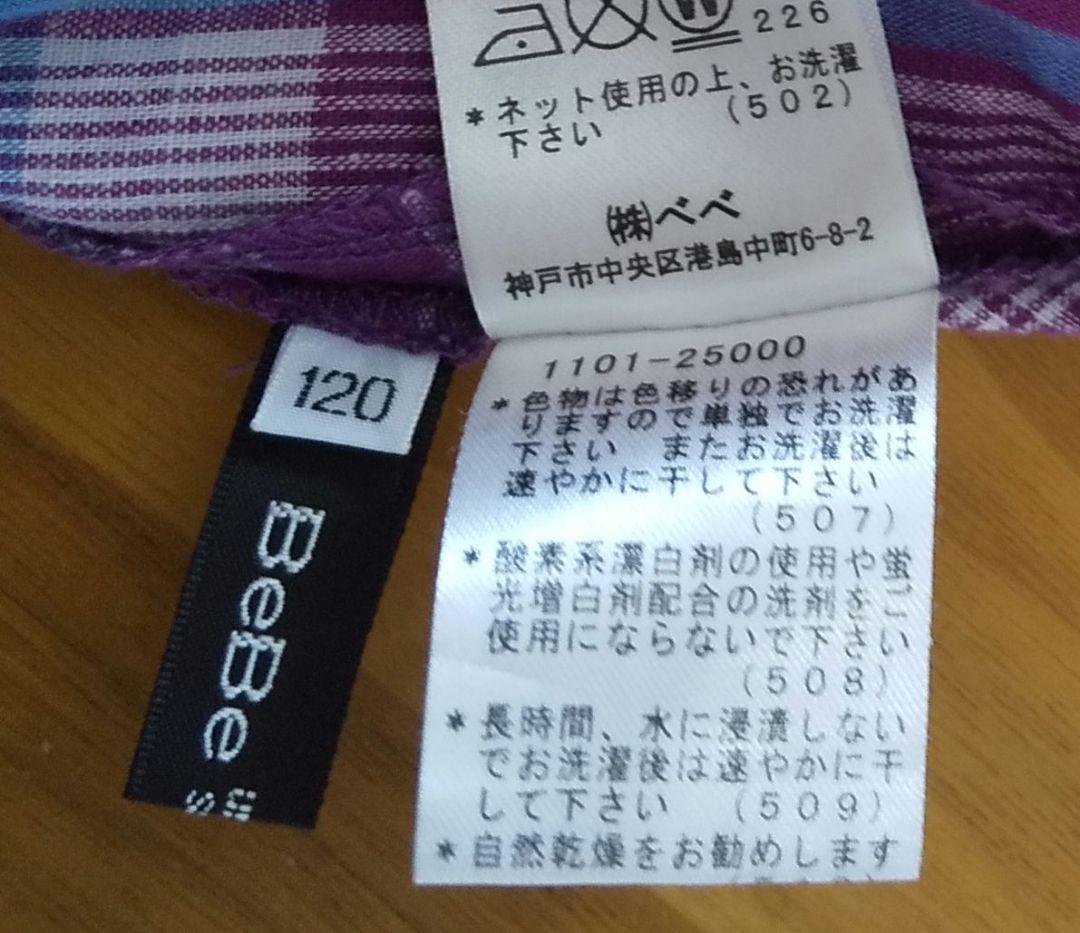 226
*ネット使用の上、お洗濯
下さい (502)
㈱べべ
神戸市中央区港島中町6-8-2
1101-25000
*色物は色移りの恐れがあ
りますので単独でお洗濯
下さい またお洗濯後は
速やかに干して下さい
(507)
*酸素系漂白剤の使用や蛍
光増白剤配合の洗剤をご
使用にならないで下さい
(508)
*長時間、水に浸漬しない
でお洗濯後は速やかに干
して下さい (509)
*自然乾燥をお勧めします
120
BeBe